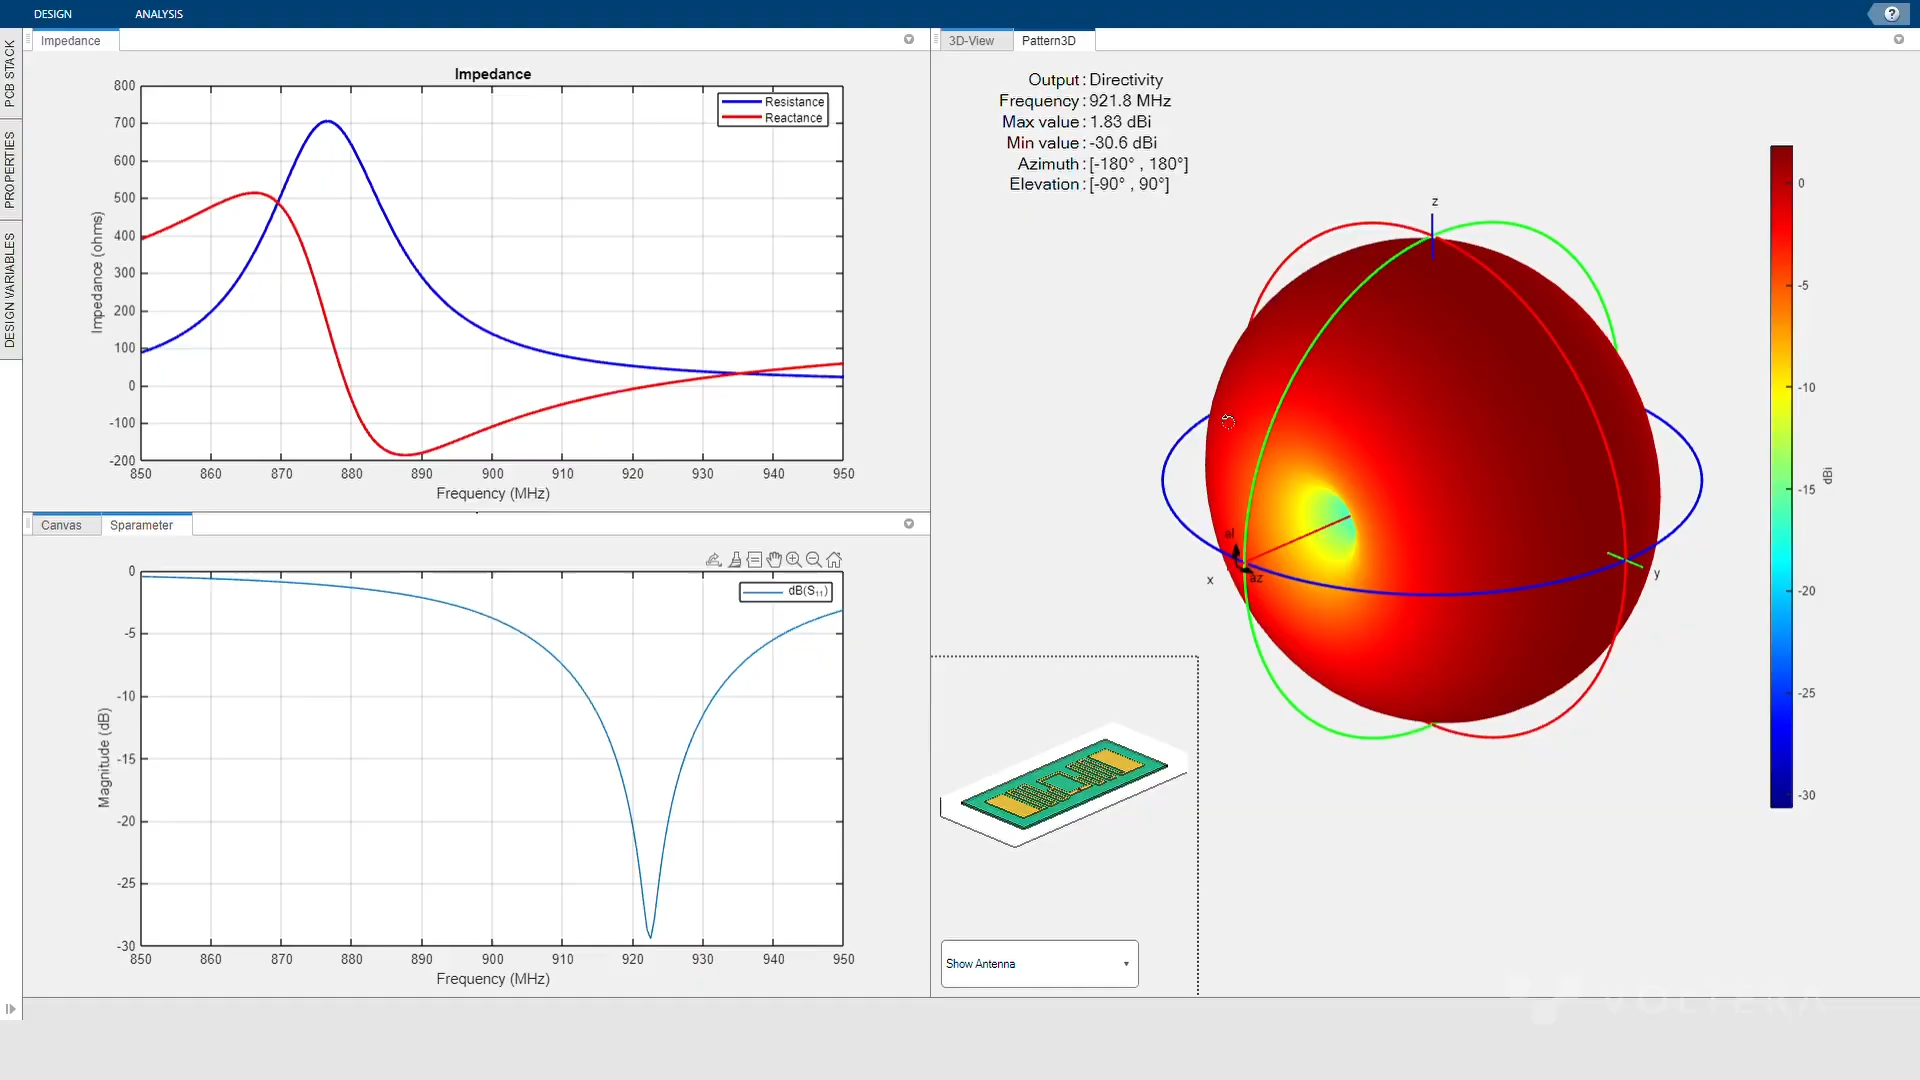 DESIGN
ANALYSIS
?
PCB STACK
PROPERTIES
DESIGN VARIABLES
Impedance
Impedance
800
700
600
500
400
300
200
100
0
-100
-200
Impedance (ohms)
Resistance
Reactance
850
860
870
880
890
900
910
920
930
940
950
Frequency (MHz)
Canvas
Sparameter
0
-5
-10
-15
-20
-25
-30
Magnitude (dB)
dB(S11)
850
860
870
880
890
900
910
920
930
940
950
Frequency (MHz)
3D-View
Pattern3D
Output : Directivity
Frequency : 921.8 MHz
Max value : 1.83 dBi
Min value : -30.6 dBi
Azimuth : [-180° , 180°]
Elevation : [-90° , 90°]
z
el
az
x
y
0
-5
-10
-15
-20
-25
-30
dBi
Show Antenna
VOLTERA